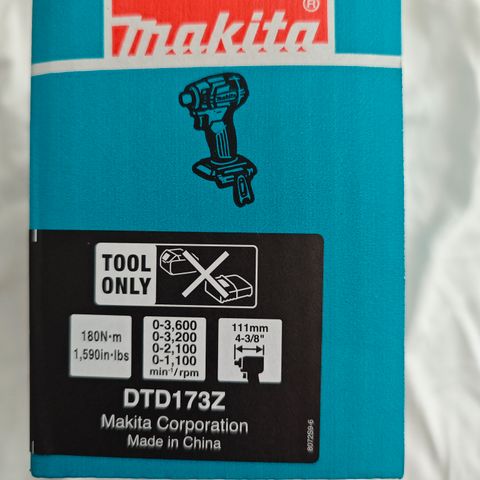 ®
makita
TOOL
ONLY
180N·m
1,590in·lbs
0-3,600
0-3,200
0-2,100
0-1,100
min⁻¹/rpm
111mm
4-3/8"
DTD173Z
Makita Corporation
Made in China